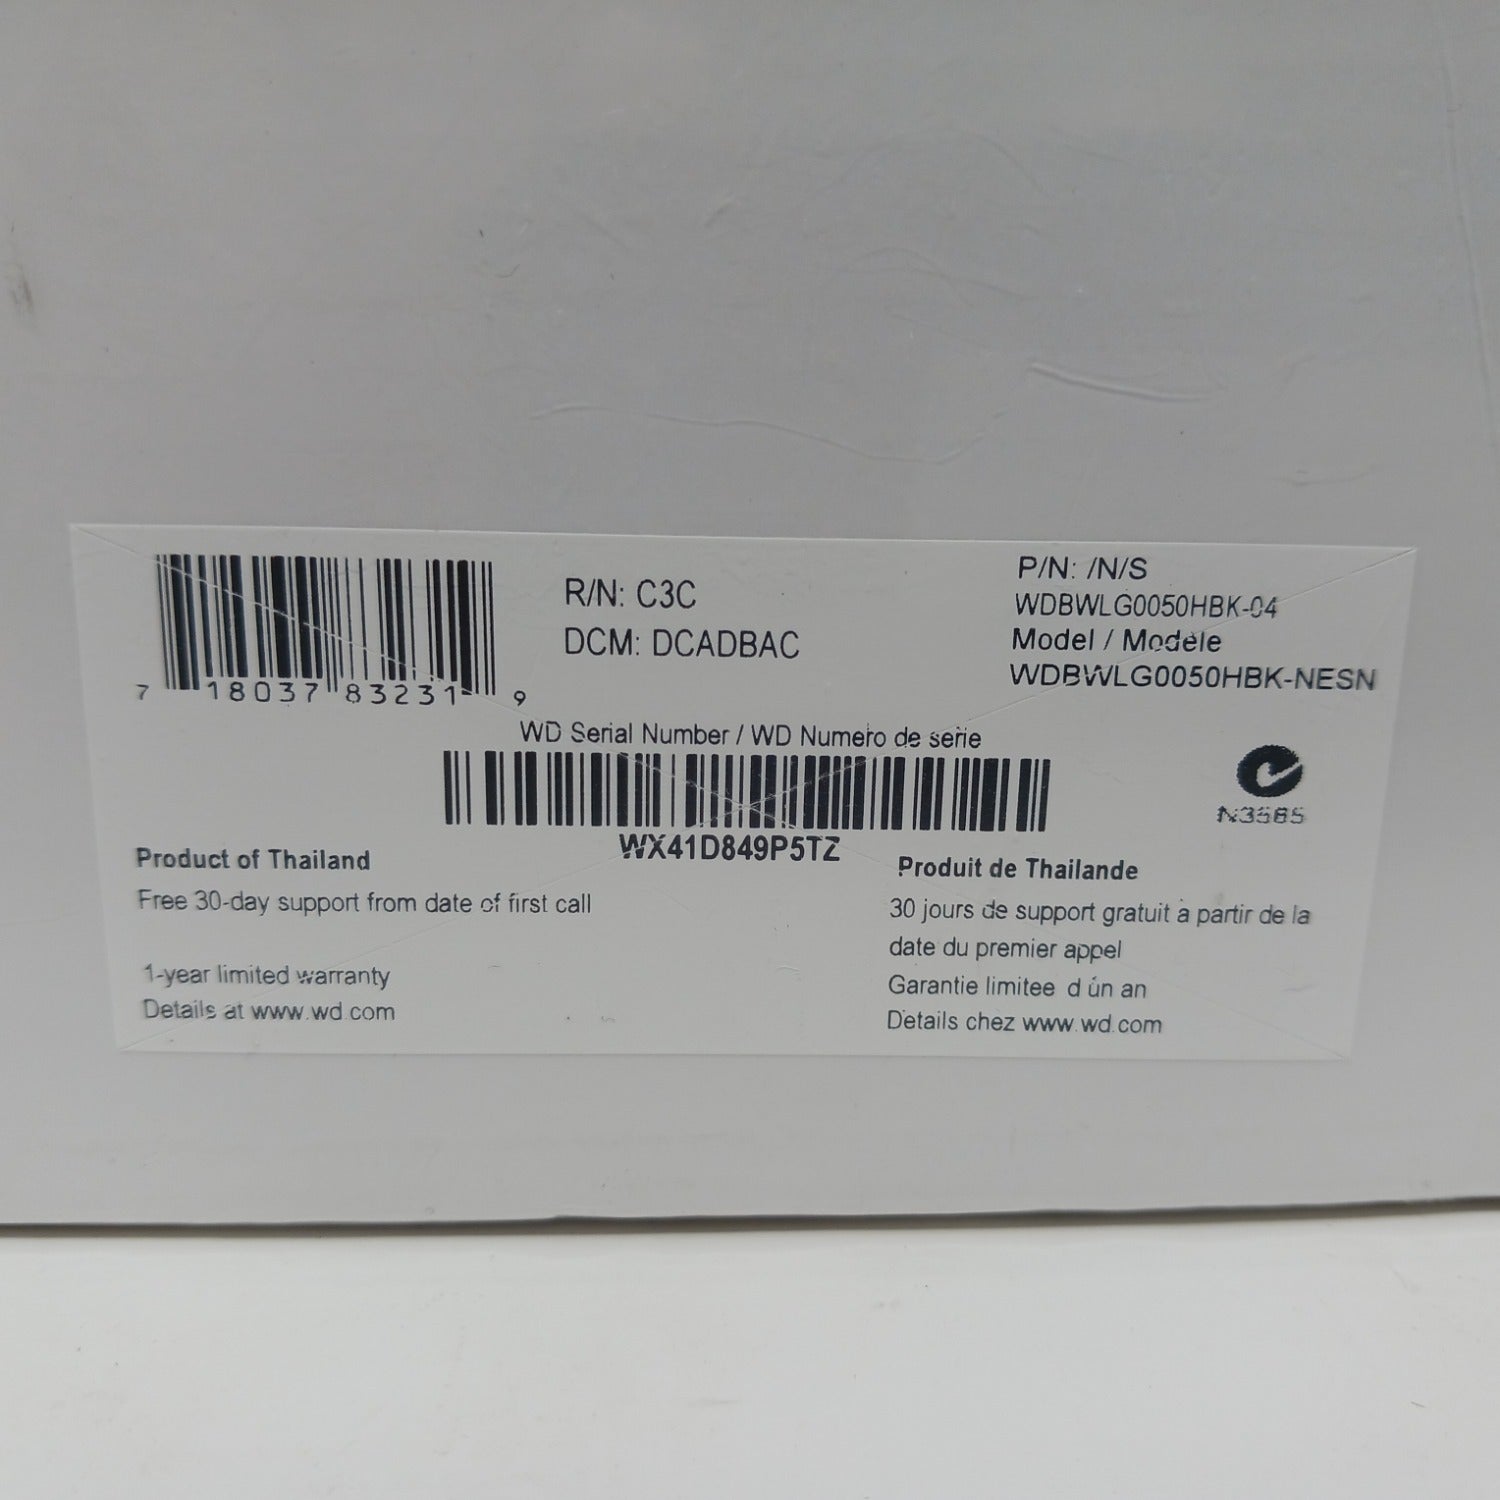 7 18037 83231 9
R/N: C3C
DCM: DCADBAC
P/N: /N/S
WDBWLG0050HBK-04
Model / Modèle
WDBWLG0050HBK-NESN
WD Serial Number / WD Numero de serie
WX41D849P5TZ
N3585
Product of Thailand
Free 30-day support from date of first call
1-year limited warranty
Details at www.wd.com
Produit de Thailande
30 jours de support gratuit à partir de la
date du premier appel
Garantie limitee d ún an
Details chez www.wd.com